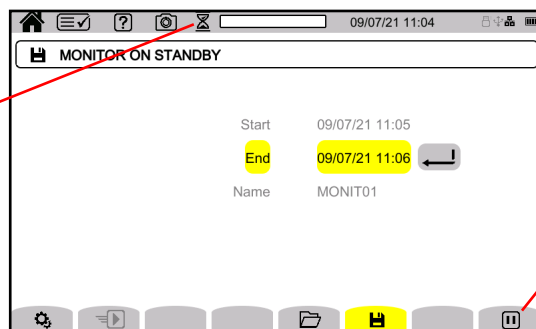 ?
09/07/21 11:04
MONITOR ON STANDBY
Start 09/07/21 11:05
End 09/07/21 11:06
Name MONIT01